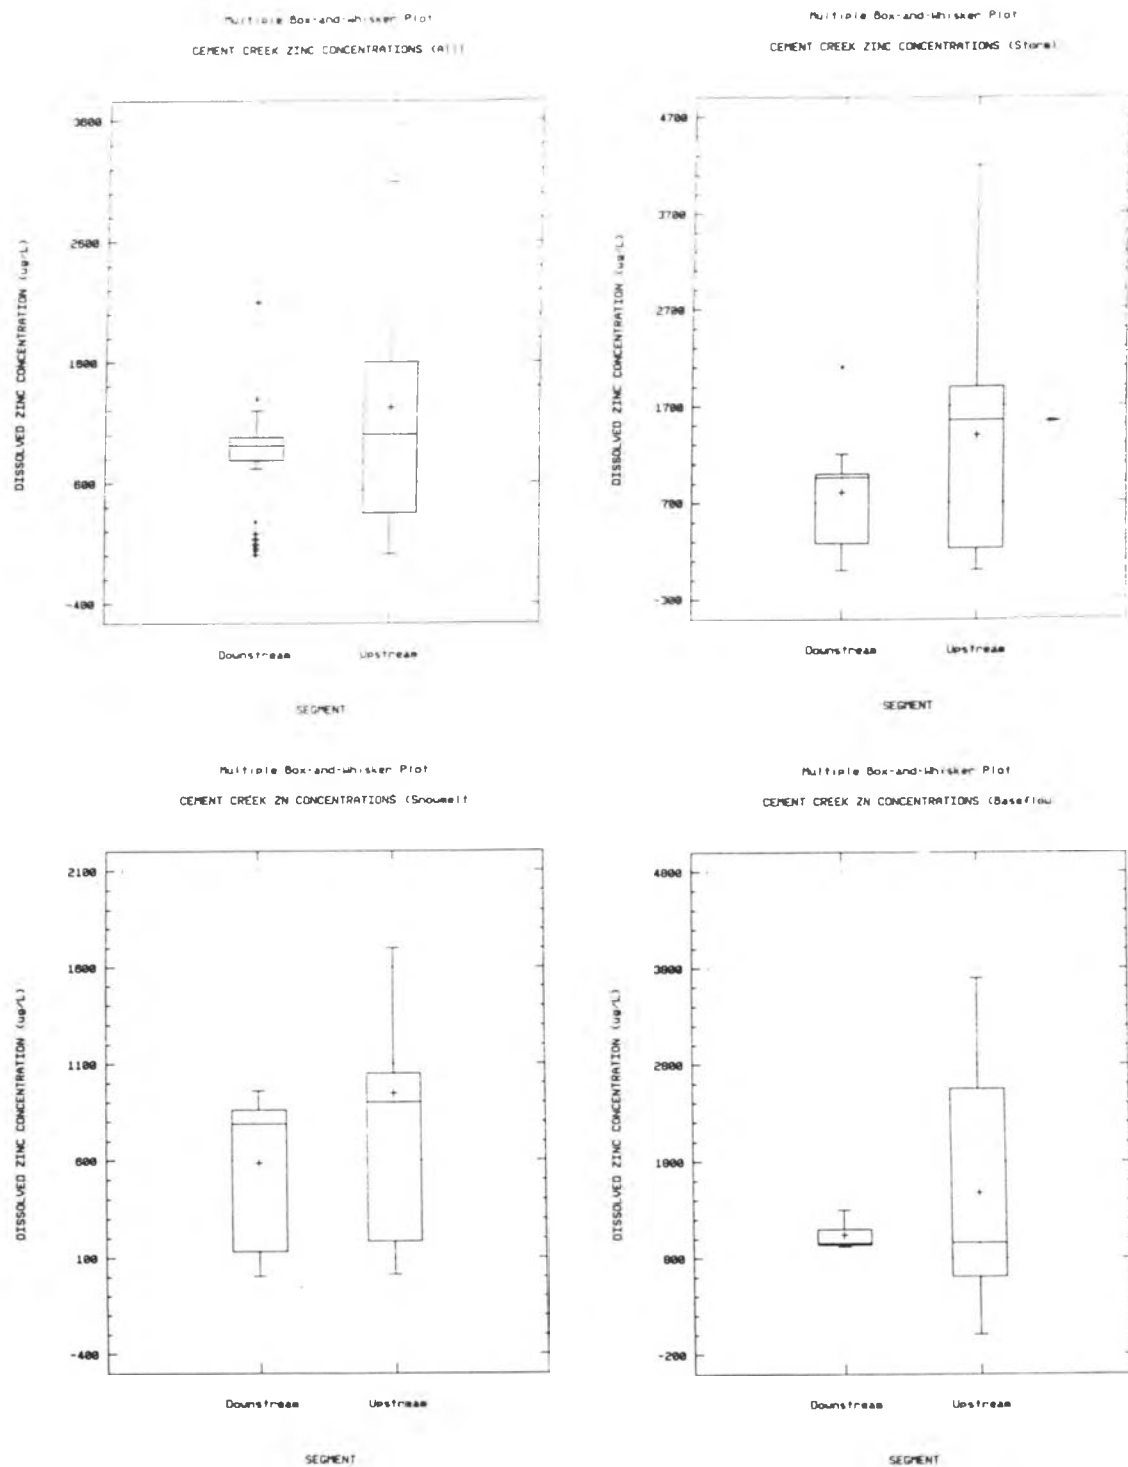 Multiple Box-and-Whisker Plot
CEMENT CREEK ZINC CONCENTRATIONS (All)
3600
2600
1600
600
-400
DISSOLVED ZINC CONCENTRATION (ug/L)
Downstream Upstream
SEGMENT
Multiple Box-and-Whisker Plot
CEMENT CREEK ZINC CONCENTRATIONS (Storm)
4700
3700
2700
1700
700
-300
DISSOLVED ZINC CONCENTRATION (ug/L)
Downstream Upstream
SEGMENT
Multiple Box-and-Whisker Plot
CEMENT CREEK ZN CONCENTRATIONS (Snowmelt
2100
1600
1100
600
100
-400
DISSOLVED ZINC CONCENTRATION (ug/L)
Downstream Upstream
SEGMENT
Multiple Box-and-Whisker Plot
CEMENT CREEK ZN CONCENTRATIONS (Baseflow
4800
3800
2800
1800
800
-200
DISSOLVED ZINC CONCENTRATION (ug/L)
Downstream Upstream
SEGMENT